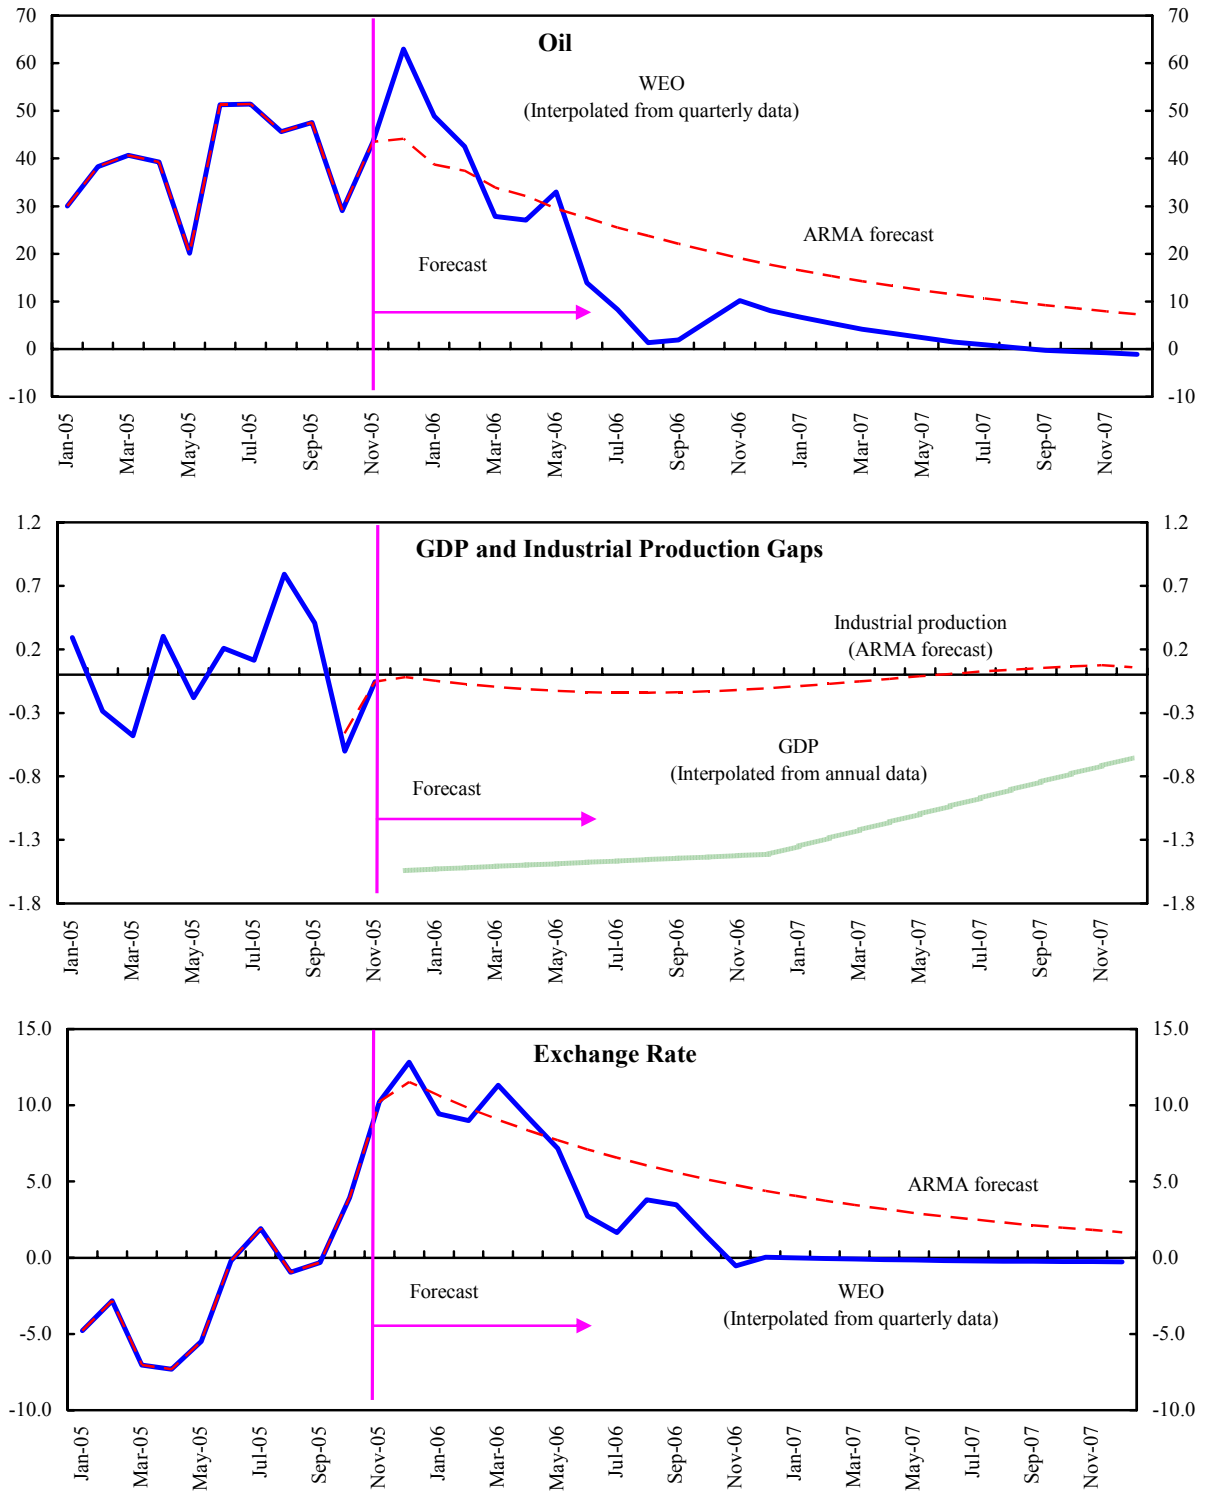 Oil
70
60
50
40
30
20
10
0
-10
70
60
50
40
30
20
10
0
-10
WEO
(Interpolated from quarterly data)
ARMA forecast
Forecast
Jan-05
Mar-05
May-05
Jul-05
Sep-05
Nov-05
Jan-06
Mar-06
May-06
Jul-06
Sep-06
Nov-06
Jan-07
Mar-07
May-07
Jul-07
Sep-07
Nov-07
GDP and Industrial Production Gaps
1.2
0.7
0.2
-0.3
-0.8
-1.3
-1.8
1.2
0.7
0.2
-0.3
-0.8
-1.3
-1.8
Industrial production
(ARMA forecast)
GDP
(Interpolated from annual data)
Forecast
Jan-05
Mar-05
May-05
Jul-05
Sep-05
Nov-05
Jan-06
Mar-06
May-06
Jul-06
Sep-06
Nov-06
Jan-07
Mar-07
May-07
Jul-07
Sep-07
Nov-07
Exchange Rate
15.0
10.0
5.0
0.0
-5.0
-10.0
15.0
10.0
5.0
0.0
-5.0
-10.0
ARMA forecast
Forecast
WEO
(Interpolated from quarterly data)
Jan-05
Mar-05
May-05
Jul-05
Sep-05
Nov-05
Jan-06
Mar-06
May-06
Jul-06
Sep-06
Nov-06
Jan-07
Mar-07
May-07
Jul-07
Sep-07
Nov-07